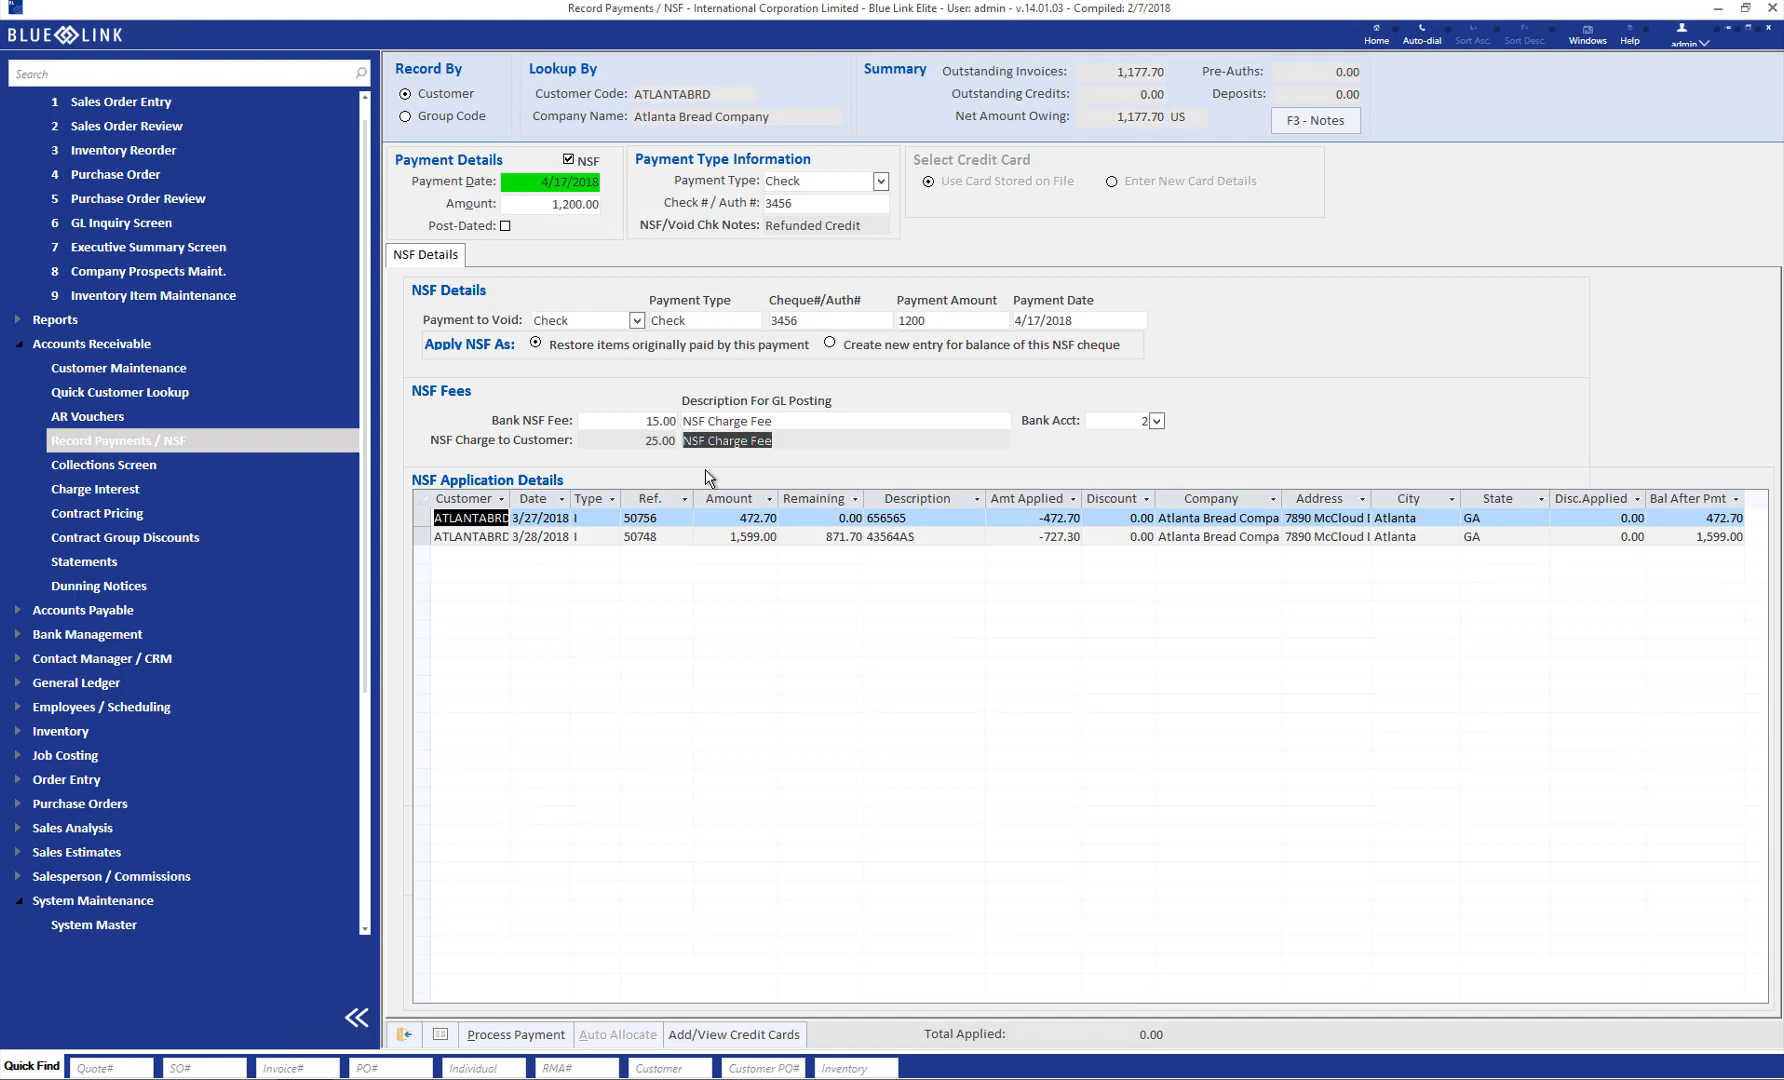 Record Payments / NSF - International Corporation Limited - Blue Link Elite - User: admin - v.14.01.03 - Compiled: 2/7/2018
BLUE LINK
Home Auto-dial Sort Asc. Sort Desc. Windows Help admin
Search
1 Sales Order Entry
2 Sales Order Review
3 Inventory Reorder
4 Purchase Order
5 Purchase Order Review
6 GL Inquiry Screen
7 Executive Summary Screen
8 Company Prospects Maint.
9 Inventory Item Maintenance
Reports
Accounts Receivable
Customer Maintenance
Quick Customer Lookup
AR Vouchers
Record Payments / NSF
Collections Screen
Charge Interest
Contract Pricing
Contract Group Discounts
Statements
Dunning Notices
Accounts Payable
Bank Management
Contact Manager / CRM
General Ledger
Employees / Scheduling
Inventory
Job Costing
Order Entry
Purchase Orders
Sales Analysis
Sales Estimates
Salesperson / Commissions
System Maintenance
System Master
Record By
Customer
Group Code
Lookup By
Customer Code: ATLANTABRD
Company Name: Atlanta Bread Company
Summary Outstanding Invoices: 1,177.70 Pre-Auths: 0.00
Outstanding Credits: 0.00 Deposits: 0.00
Net Amount Owing: 1,177.70 US F3 - Notes
Payment Details NSF
Payment Date: 4/17/2018
Amount: 1,200.00
Post-Dated:
Payment Type Information
Payment Type: Check
Check # / Auth #: 3456
NSF/Void Chk Notes: Refunded Credit
Select Credit Card
Use Card Stored on File Enter New Card Details
NSF Details
NSF Details
Payment Type Cheque#/Auth# Payment Amount Payment Date
Payment to Void: Check Check 3456 1200 4/17/2018
Apply NSF As: Restore items originally paid by this payment Create new entry for balance of this NSF cheque
NSF Fees
Description For GL Posting
Bank NSF Fee: 15.00 NSF Charge Fee Bank Acct: 2
NSF Charge to Customer: 25.00 NSF Charge Fee
NSF Application Details
Customer Date Type Ref. Amount Remaining Description Amt Applied Discount Company Address City State Disc.Applied Bal After Pmt
ATLANTABRD 3/27/2018 I 50756 472.70 0.00 656565 -472.70 0.00 Atlanta Bread Compa 7890 McCloud Atlanta GA 0.00 472.70
ATLANTABRD 3/28/2018 I 50748 1,599.00 871.70 43564AS -727.30 0.00 Atlanta Bread Compa 7890 McCloud Atlanta GA 0.00 1,599.00
Process Payment Auto Allocate Add/View Credit Cards Total Applied: 0.00
Quick Find Quote# SO# Invoice# PO# Individual RMA# Customer Customer PO# Inventory